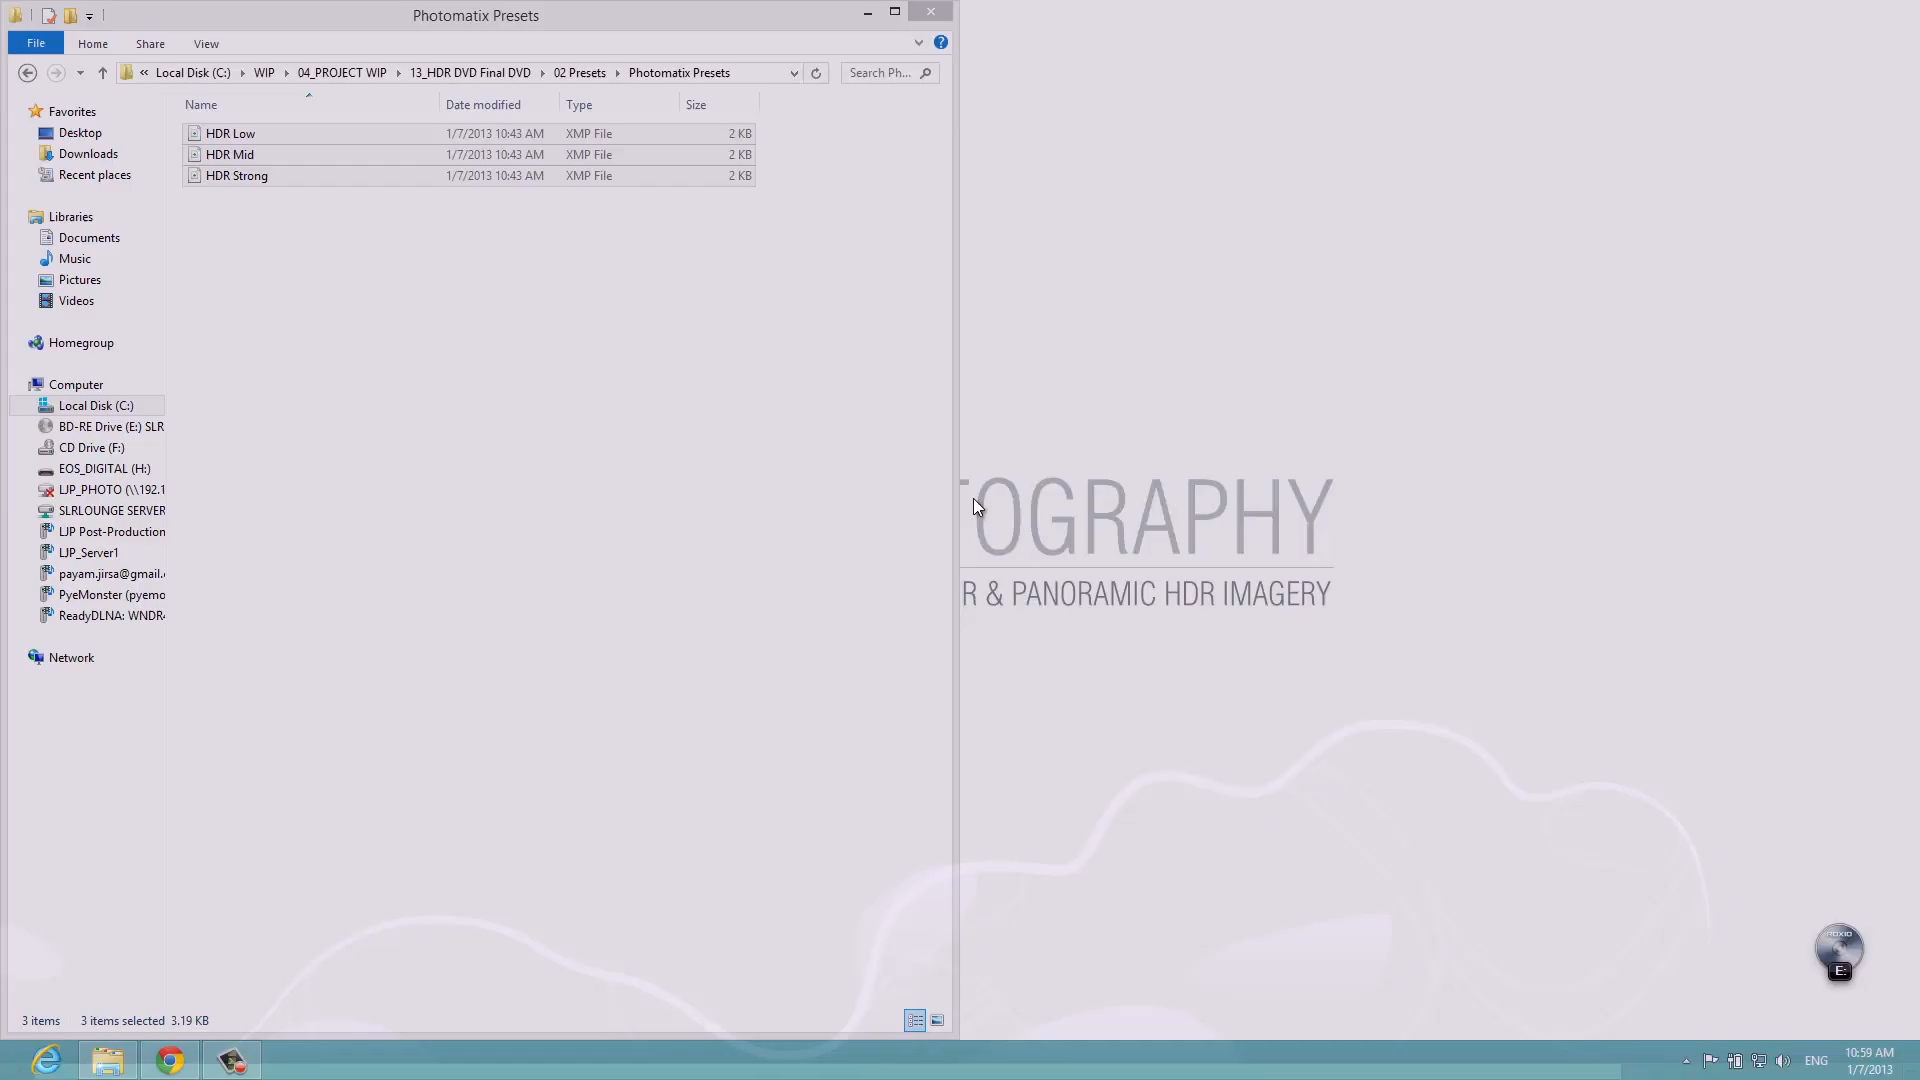 Photomatix Presets
File Home Share View
« Local Disk (C:) WIP 04_PROJECT WIP 13_HDR DVD Final DVD 02 Presets Photomatix Presets
Search Ph...
Name Date modified Type Size
HDR Low 1/7/2013 10:43 AM XMP File 2 KB
HDR Mid 1/7/2013 10:43 AM XMP File 2 KB
HDR Strong 1/7/2013 10:43 AM XMP File 2 KB
Favorites
Desktop
Downloads
Recent places
Libraries
Documents
Music
Pictures
Videos
Homegroup
Computer
Local Disk (C:)
BD-RE Drive (E:) SLR
CD Drive (F:)
EOS_DIGITAL (H:)
LJP_PHOTO (\\192.1
SLRLOUNGE SERVER
LJP Post-Production
LJP_Server1
payam.jirsa@gmail.
PyeMonster (pyemo
ReadyDLNA: WNDR
Network
TOGRAPHY
R & PANORAMIC HDR IMAGERY
ROXIO
E:
3 items 3 items selected 3.19 KB
ENG
10:59 AM
1/7/2013